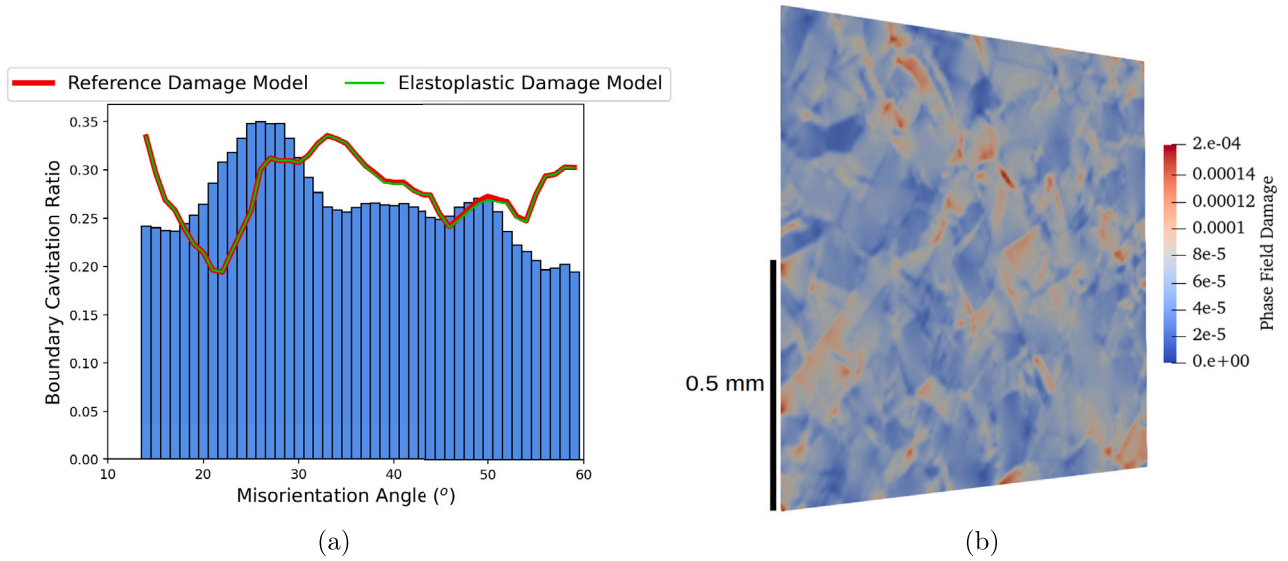 Reference Damage Model
Elastoplastic Damage Model
Boundary Cavitation Ratio
0.35
0.30
0.25
0.20
0.15
0.10
0.05
0.00
10 20 30 40 50 60
Misorientation Angle (°)
(a)
0.5 mm
2.e-04
0.00014
0.00012
0.0001
8e-5
6e-5
4e-5
2e-5
0.e+00
Phase Field Damage
(b)